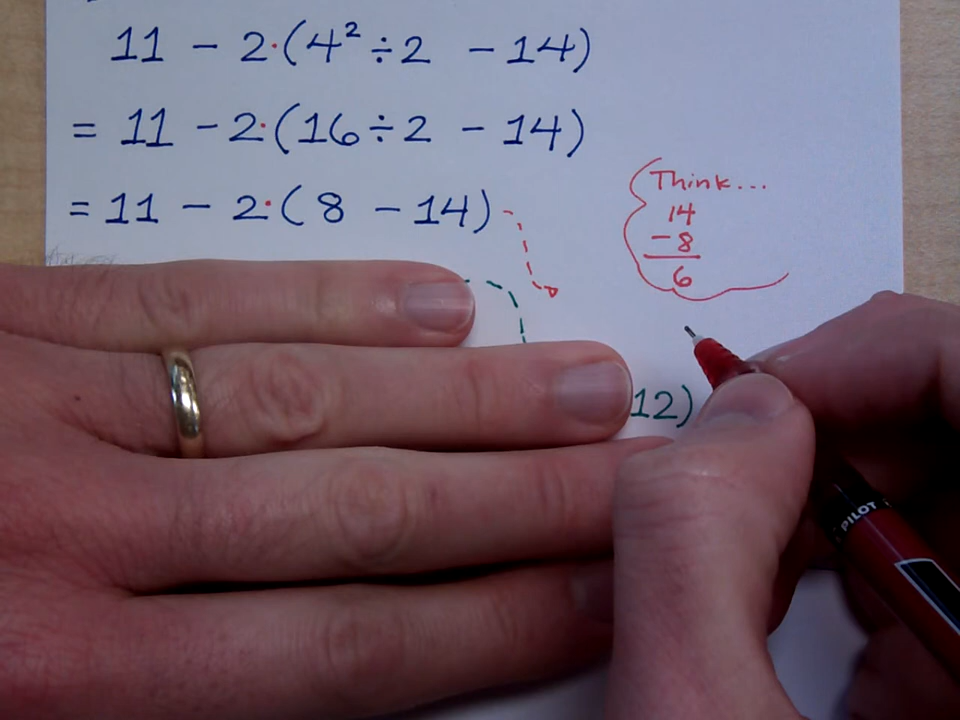 11 - 2·(4² ÷ 2 - 14)
= 11 - 2·(16 ÷ 2 - 14)
= 11 - 2·(8 - 14)
Think...
14
- 8
6
12)
PILOT